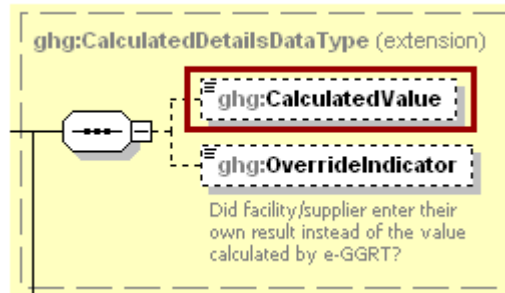 ghg:CalculatedDetailsDataType (extension)
ghg:CalculatedValue
ghg:OverrideIndicator
Did facility/supplier enter their
own result instead of the value
calculated by e-GGRT?